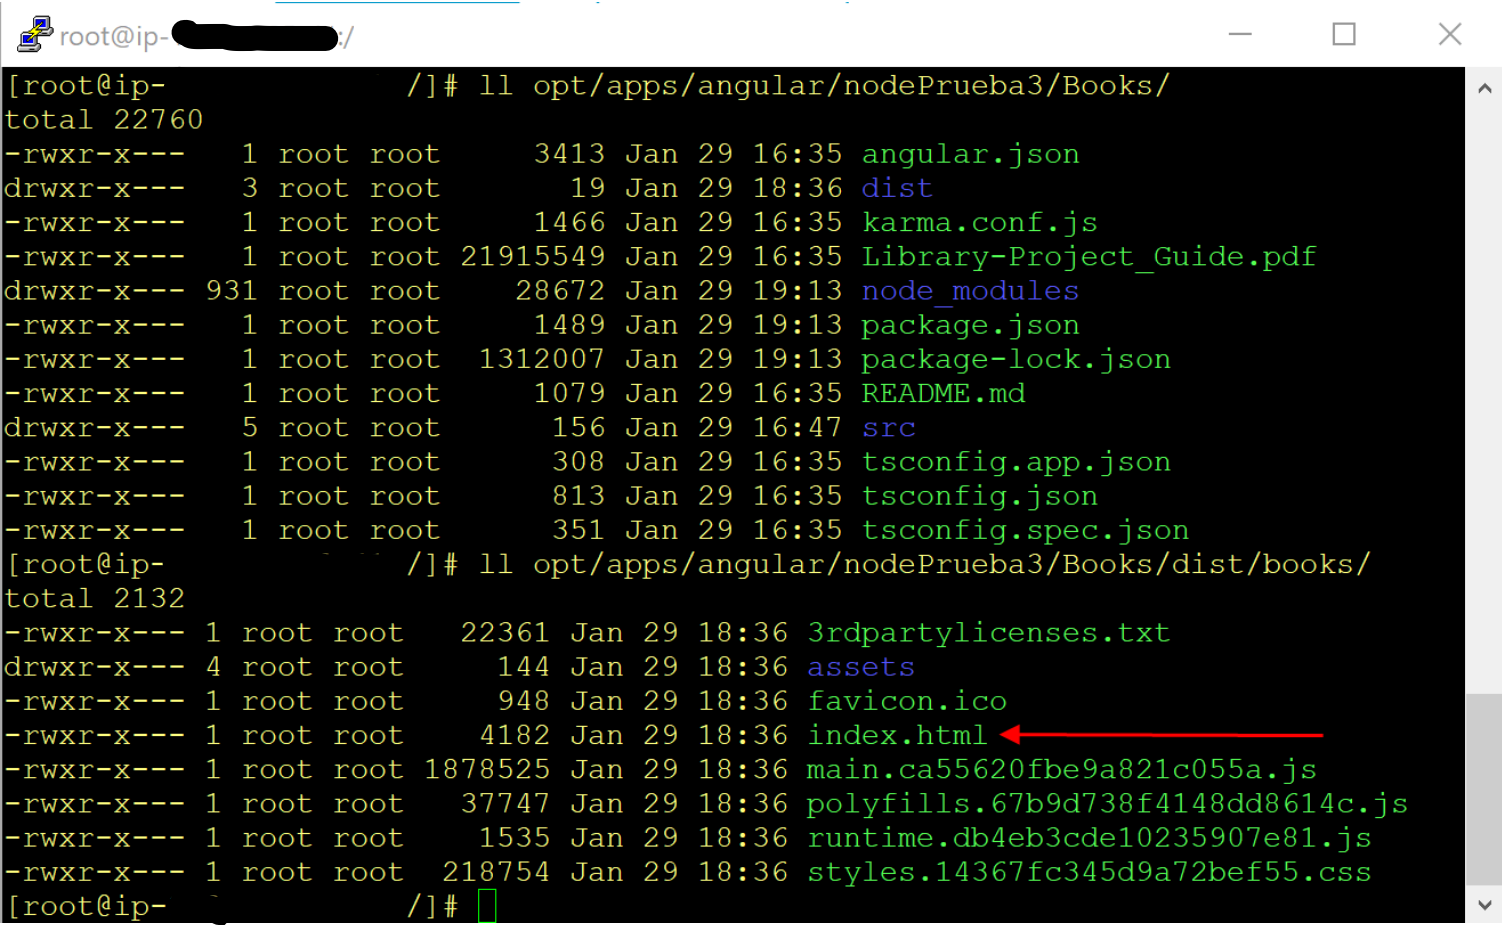 root@ip- :/
[root@ip- /]# ll opt/apps/angular/nodePrueba3/Books/
total 22760
-rwxr-x--- 1 root root 3413 Jan 29 16:35 angular.json
drwxr-x--- 3 root root 19 Jan 29 18:36 dist
-rwxr-x--- 1 root root 1466 Jan 29 16:35 karma.conf.js
-rwxr-x--- 1 root root 21915549 Jan 29 16:35 Library-Project_Guide.pdf
drwxr-x--- 931 root root 28672 Jan 29 19:13 node_modules
-rwxr-x--- 1 root root 1489 Jan 29 19:13 package.json
-rwxr-x--- 1 root root 1312007 Jan 29 19:13 package-lock.json
-rwxr-x--- 1 root root 1079 Jan 29 16:35 README.md
drwxr-x--- 5 root root 156 Jan 29 16:47 src
-rwxr-x--- 1 root root 308 Jan 29 16:35 tsconfig.app.json
-rwxr-x--- 1 root root 813 Jan 29 16:35 tsconfig.json
-rwxr-x--- 1 root root 351 Jan 29 16:35 tsconfig.spec.json
[root@ip- /]# ll opt/apps/angular/nodePrueba3/Books/dist/books/
total 2132
-rwxr-x--- 1 root root 22361 Jan 29 18:36 3rdpartylicenses.txt
drwxr-x--- 4 root root 144 Jan 29 18:36 assets
-rwxr-x--- 1 root root 948 Jan 29 18:36 favicon.ico
-rwxr-x--- 1 root root 4182 Jan 29 18:36 index.html
-rwxr-x--- 1 root root 1878525 Jan 29 18:36 main.ca55620fbe9a821c055a.js
-rwxr-x--- 1 root root 37747 Jan 29 18:36 polyfills.67b9d738f4148dd8614c.js
-rwxr-x--- 1 root root 1535 Jan 29 18:36 runtime.db4eb3cde10235907e81.js
-rwxr-x--- 1 root root 218754 Jan 29 18:36 styles.14367fc345d9a72bef55.css
[root@ip- /]#